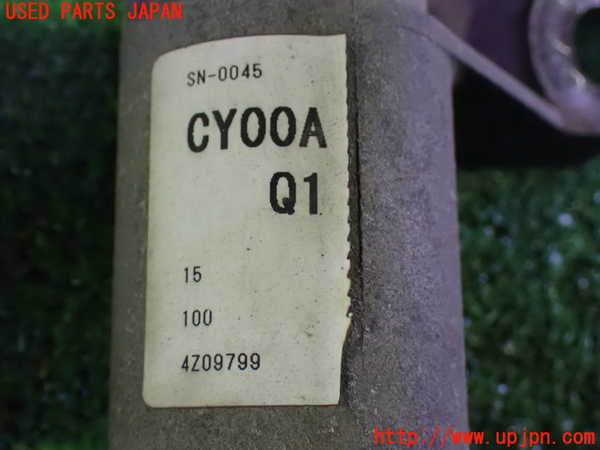 USED PARTS JAPAN
SN-0045
CY00A
Q1
15
100
4Z09799
http://www.upjpn.com/